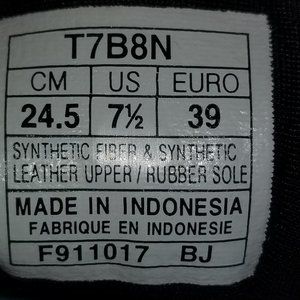 T7B8N
CM US EURO
24.5 7½ 39
SYNTHETIC FIBER & SYNTHETIC
LEATHER UPPER / RUBBER SOLE
MADE IN INDONESIA
FABRIQUE EN INDONESIE
F911017 BJ